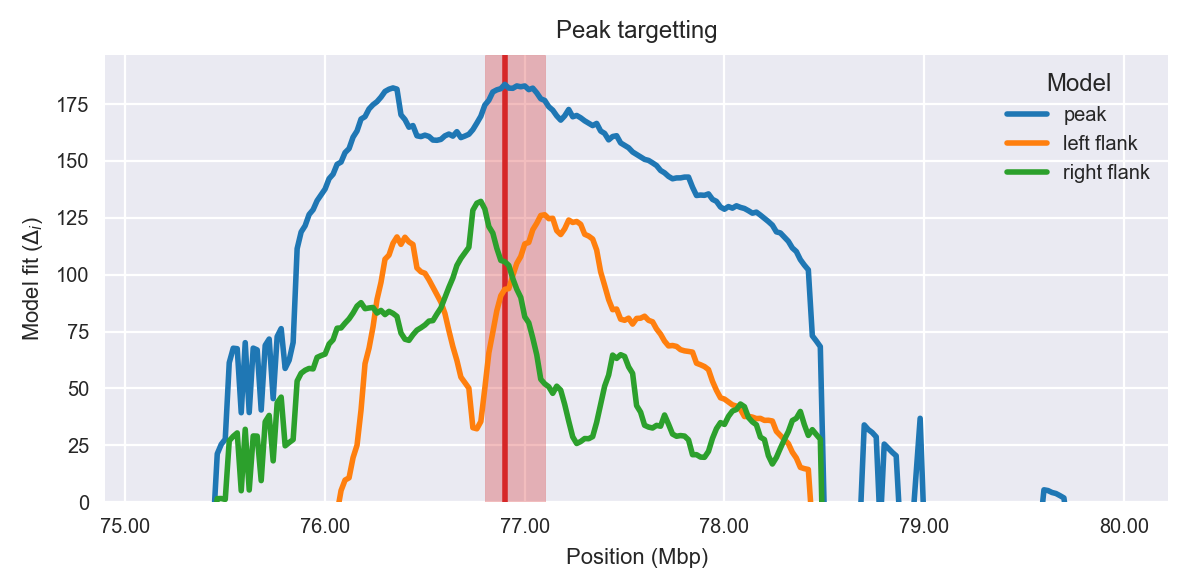 Peak targetting
Model
peak
left flank
right flank
Model fit (Δi)
175
150
125
100
75
50
25
0
75.00 76.00 77.00 78.00 79.00 80.00
Position (Mbp)